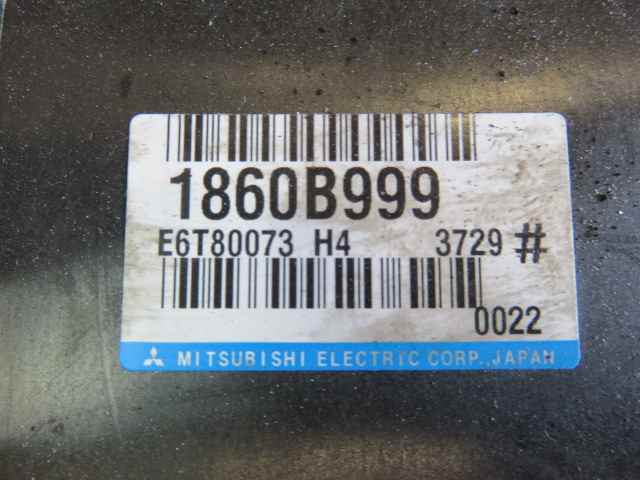 1860B999
E6T80073 H4 3729 #
0022
MITSUBISHI ELECTRIC CORP., JAPAN